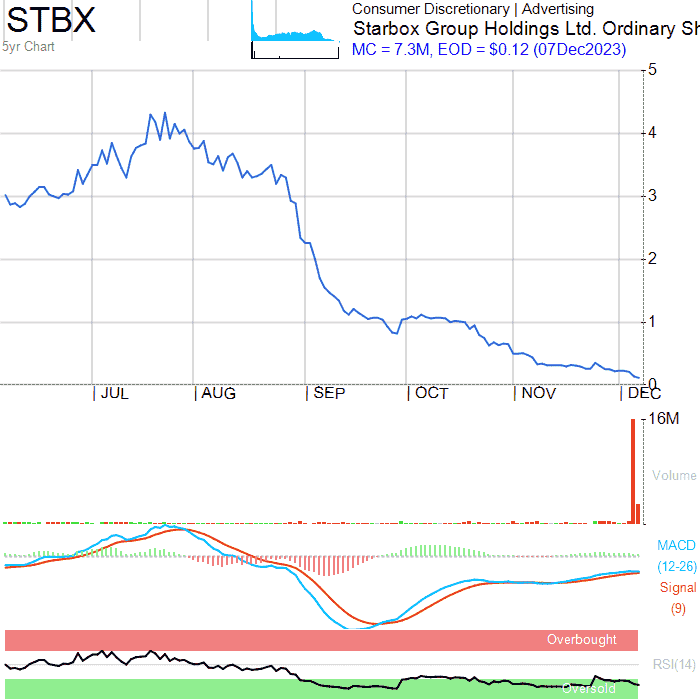 STBX
5yr Chart
Consumer Discretionary | Advertising
Starbox Group Holdings Ltd. Ordinary Sh
MC = 7.3M, EOD = $0.12 (07Dec2023)
5
4
3
2
1
0
JUL AUG SEP OCT NOV DEC
16M
Volume
MACD
(12-26)
Signal
(9)
Overbought
RSI(14)
Oversold